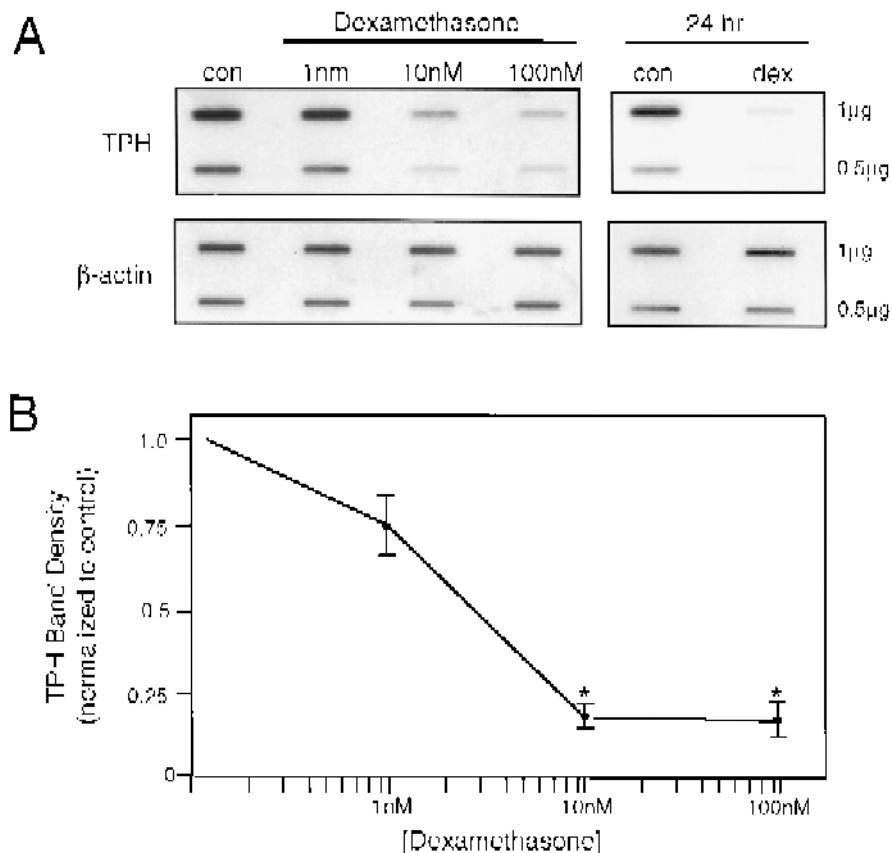 A
Dexamethasone
24 hr
con 1nm 10nM 100nM
con dex
TPH
1µg
0.5µg
β-actin
1µg
0.5µg
B
TPH Band Density
(normalized to control)
1.0
0.75
0.5
0.25
0
* *
1nM 10nM 100nM
[Dexamethasone]